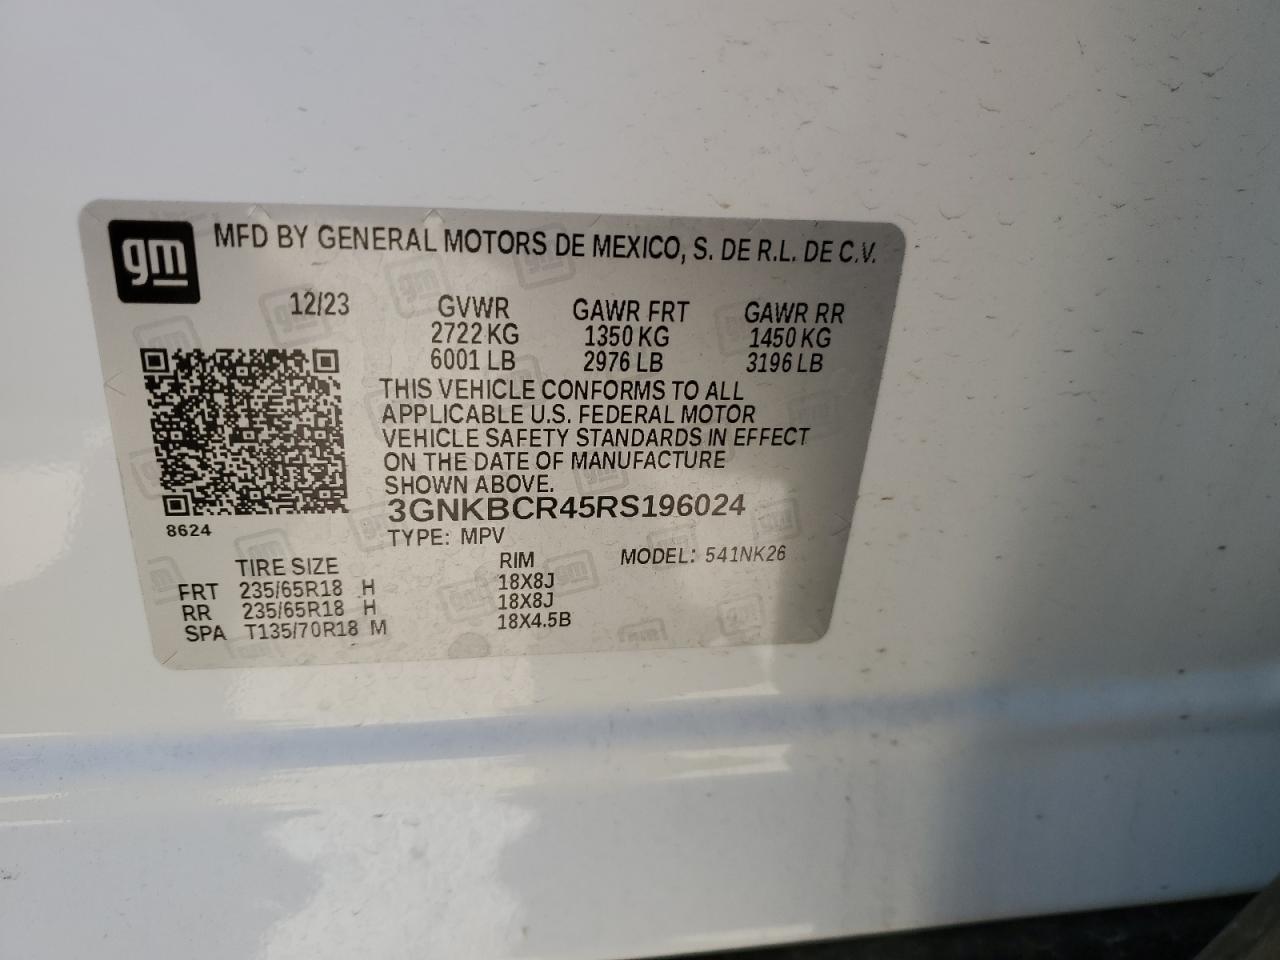 gm MFD BY GENERAL MOTORS DE MEXICO, S. DE R.L. DE C.V.
12/23 GVWR GAWR FRT GAWR RR
2722 KG 1350 KG 1450 KG
6001 LB 2976 LB 3196 LB
THIS VEHICLE CONFORMS TO ALL
APPLICABLE U.S. FEDERAL MOTOR
VEHICLE SAFETY STANDARDS IN EFFECT
ON THE DATE OF MANUFACTURE
SHOWN ABOVE.
3GNKBCR45RS196024
8624
TYPE: MPV
TIRE SIZE RIM MODEL: 541NK26
FRT 235/65R18 H 18X8J
RR 235/65R18 H 18X8J
SPA T135/70R18 M 18X4.5B